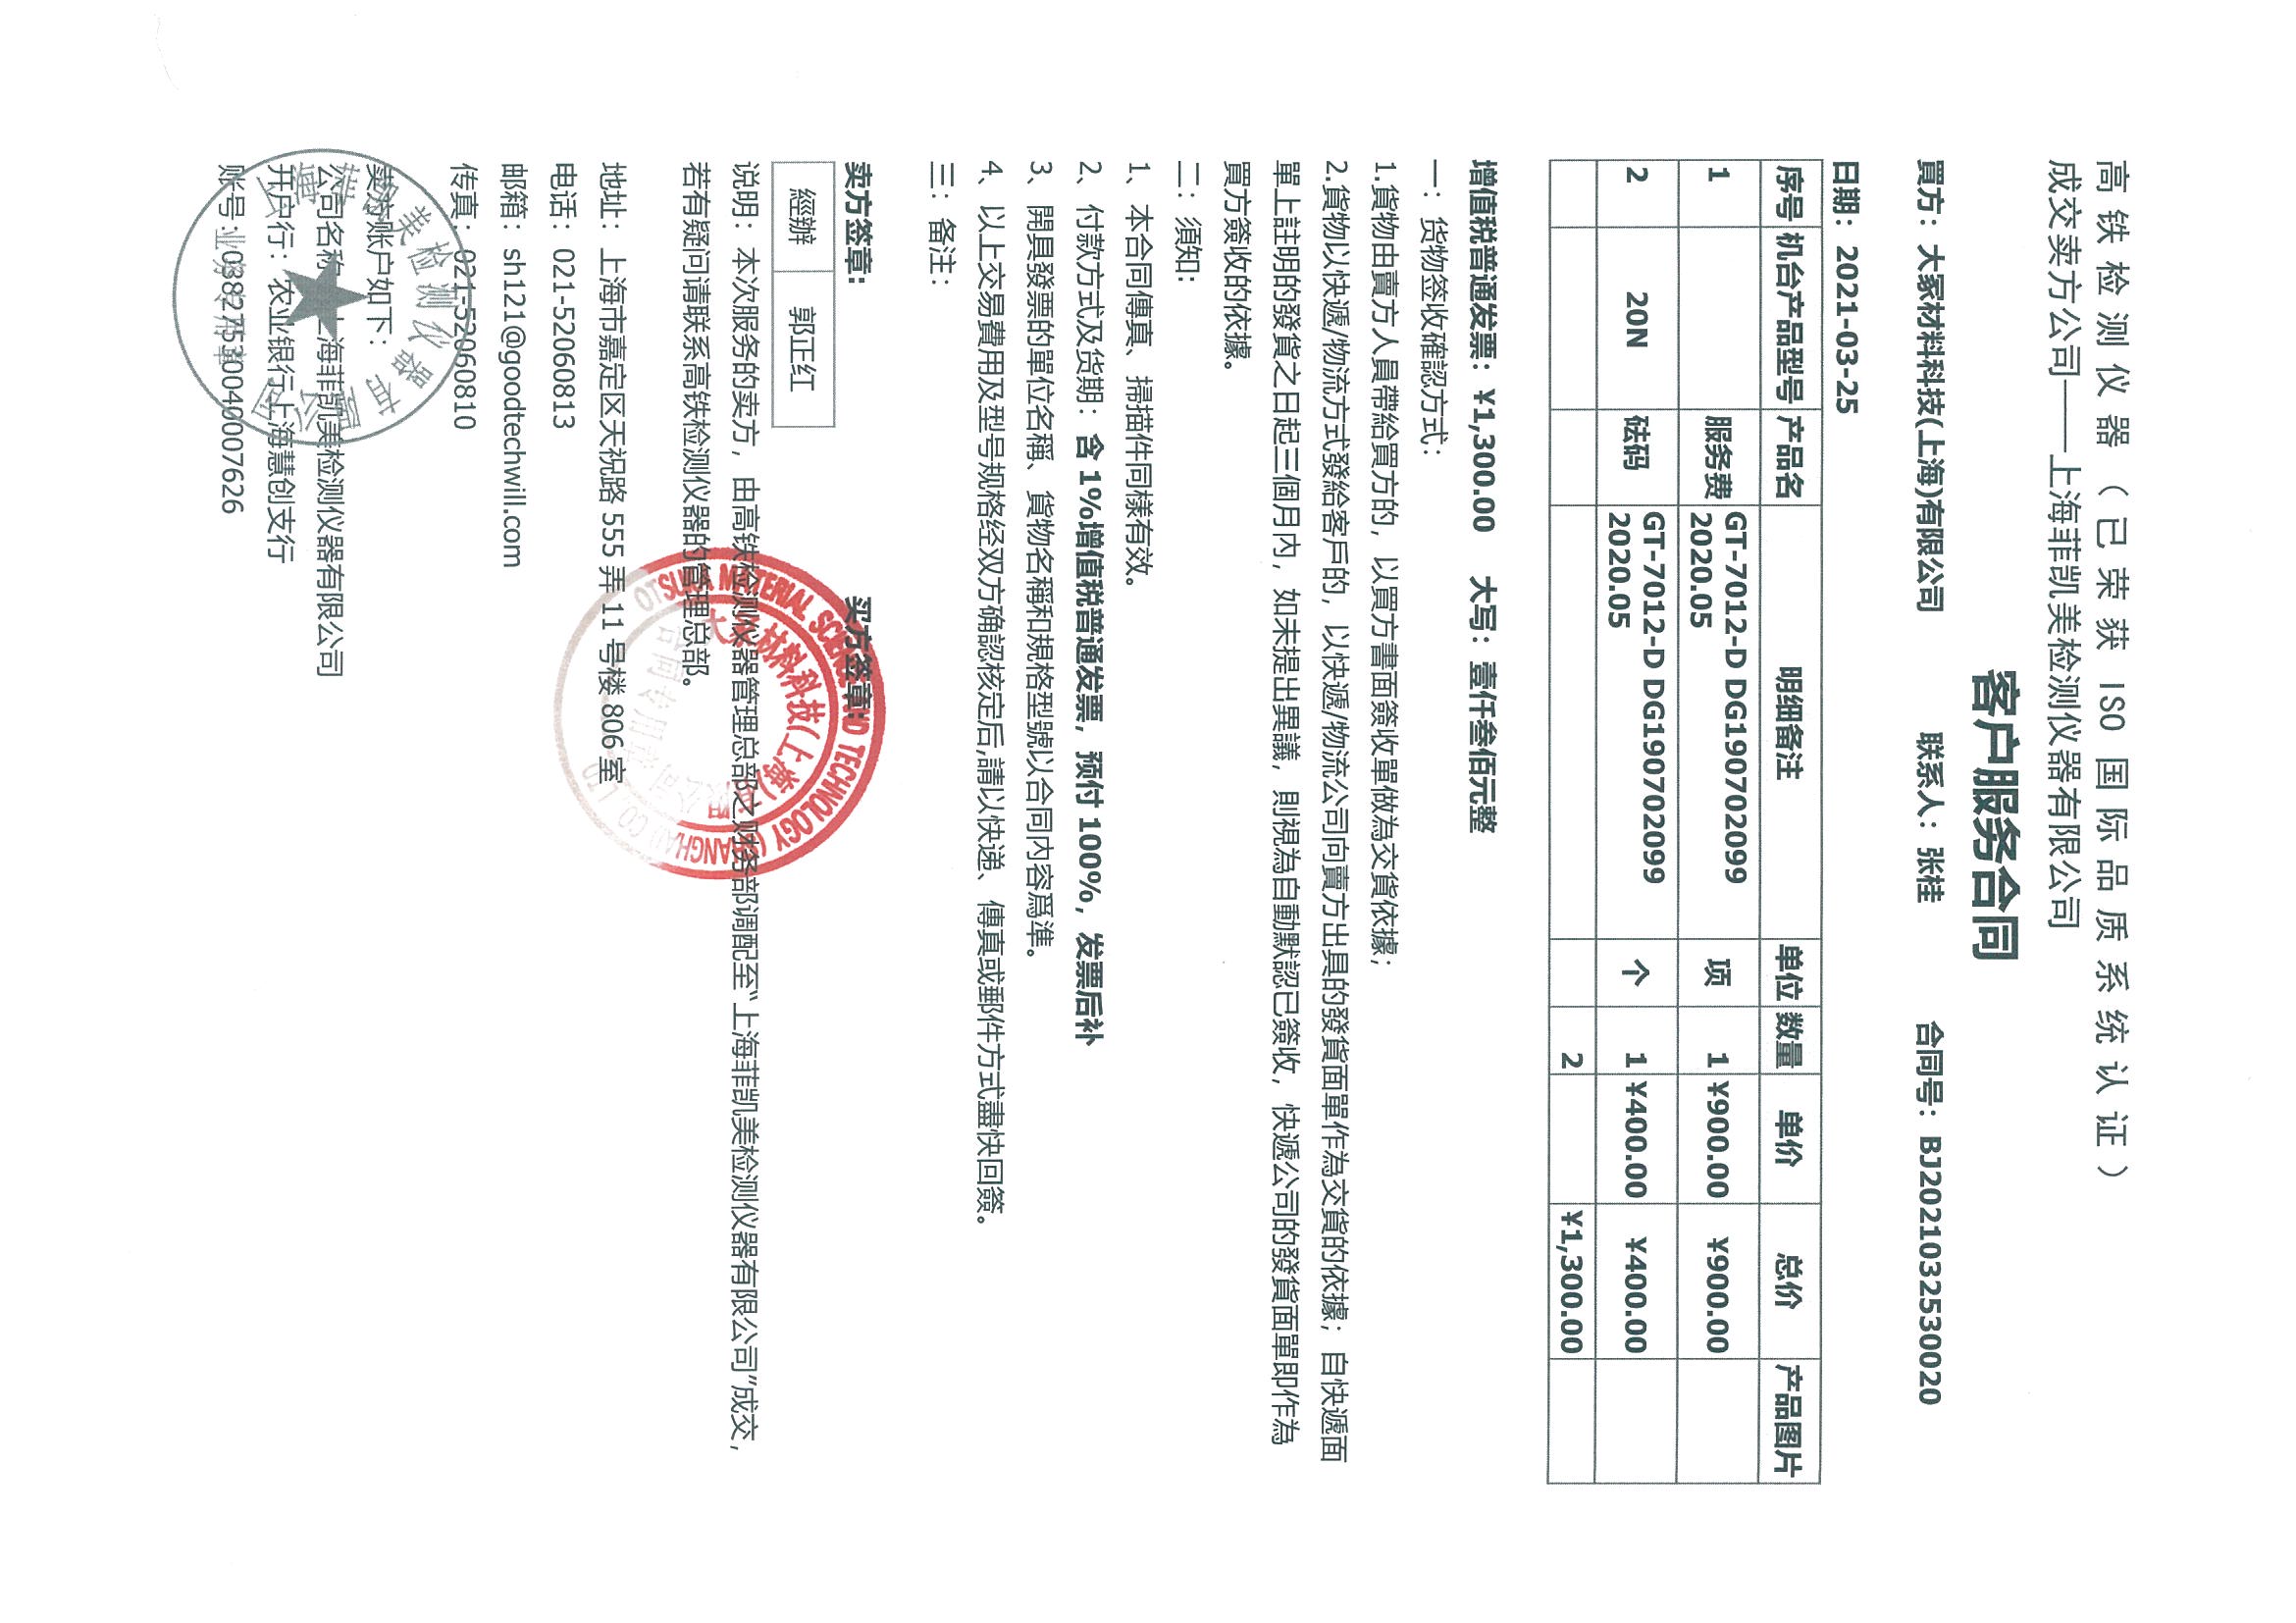 高铁检测仪器（已荣获 ISO 国际品质系统认证）
成交卖方公司——上海菲凯美检测仪器有限公司
客户服务合同
買方：大冢材料科技(上海)有限公司 联系人：张桂 合同号：BJ2021032530020
日期：2021-03-25
序号 机台产品型号 产品名 明细备注 单位 数量 单价 总价 产品图片
1 服务费 GT-7012-D DG190702099 2020.05 项 1 ¥900.00 ¥900.00
2 20N 砝码 GT-7012-D DG190702099 2020.05 个 1 ¥400.00 ¥400.00
2 ¥1,300.00
增值税普通发票：¥1,300.00 大写：壹仟叁佰元整
一：货物签收確認方式：
1.貨物由賣方人員帶給買方的，以買方書面簽收單做為交貨依據；
2.貨物以快遞/物流方式發給客戶的，以快遞/物流公司向賣方出具的發貨面單作為交貨的依據；自快遞面
單上註明的發貨之日起三個月內，如未提出異議，則視為自動默認已簽收，快遞公司的發貨面單即作為
買方簽收的依據。
二：須知:
1、本合同傳真、掃描件同樣有效。
2、付款方式及货期：含 1%增值税普通发票，预付 100%，发票后补
3、開具發票的單位名稱、貨物名稱和規格型號以合同內容爲準。
4、以上交易費用及型号规格经双方确認核定后,請以快递、傳真或郵件方式盡快回簽。
三：备注：
卖方签章: 买方签章:
經辦 郭正红
说明：本次服务的卖方，由高铁检测仪器管理总部之财务部调配至“上海菲凯美检测仪器有限公司”成交，
若有疑问请联系高铁检测仪器的管理总部。
OTSUKA MATERIAL SCIENCE AND TECHNOLOGY (SHANGHAI) CO., LTD
大冢材料科技(上海)有限公司
合同专用章
地址：上海市嘉定区天祝路 555 弄 11 号楼 806 室
电话：021-52060813
邮箱：sh121@goodtechwill.com
传真：021-52060810
卖方账户如下：
公司名称：上海菲凯美检测仪器有限公司
开户行：农业银行上海慧创支行
账号：03827530040007626
上海菲凯美检测仪器有限公司
业务专用章